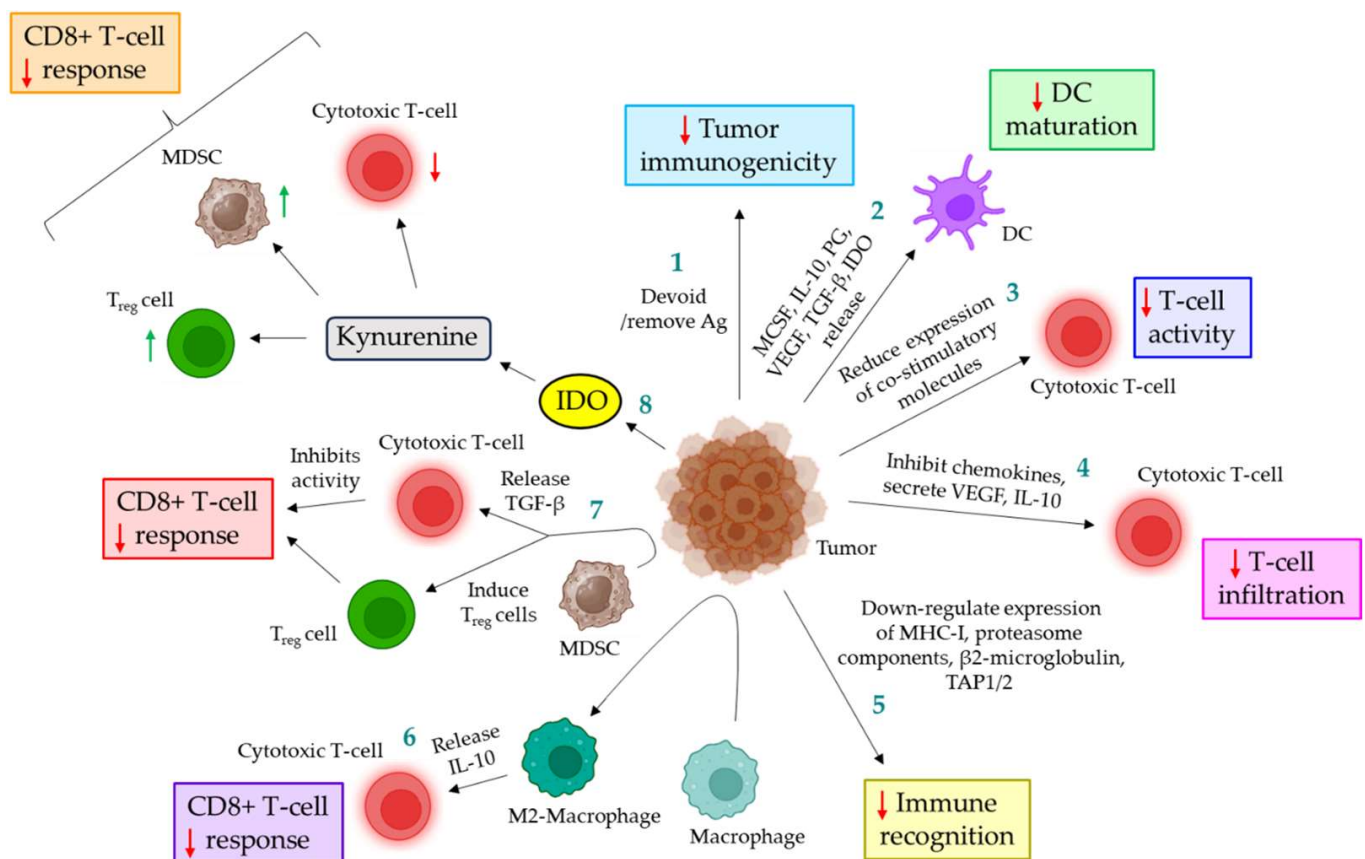 CD8+ T-cell
↓ response
Cytotoxic T-cell
↓
MDSC
↑
Treg cell
↑
Kynurenine
IDO
8
↓ Tumor
immunogenicity
1
Devoid
/remove Ag
2
MCSF, IL-10, PG,
VEGF, TGF-β, IDO
release
↓ DC
maturation
DC
3
Reduce expression
of co-stimulatory
molecules
↓ T-cell
activity
Cytotoxic T-cell
4
Inhibit chemokines,
secrete VEGF, IL-10
Cytotoxic T-cell
↓ T-cell
infiltration
Tumor
Down-regulate expression
of MHC-I, proteasome
components, β2-microglobulin,
TAP1/2
5
↓ Immune
recognition
Cytotoxic T-cell
Inhibits
activity
Release
TGF-β
7
CD8+ T-cell
↓ response
Induce
Treg cells
Treg cell
MDSC
6
Cytotoxic T-cell
Release
IL-10
CD8+ T-cell
↓ response
M2-Macrophage
Macrophage